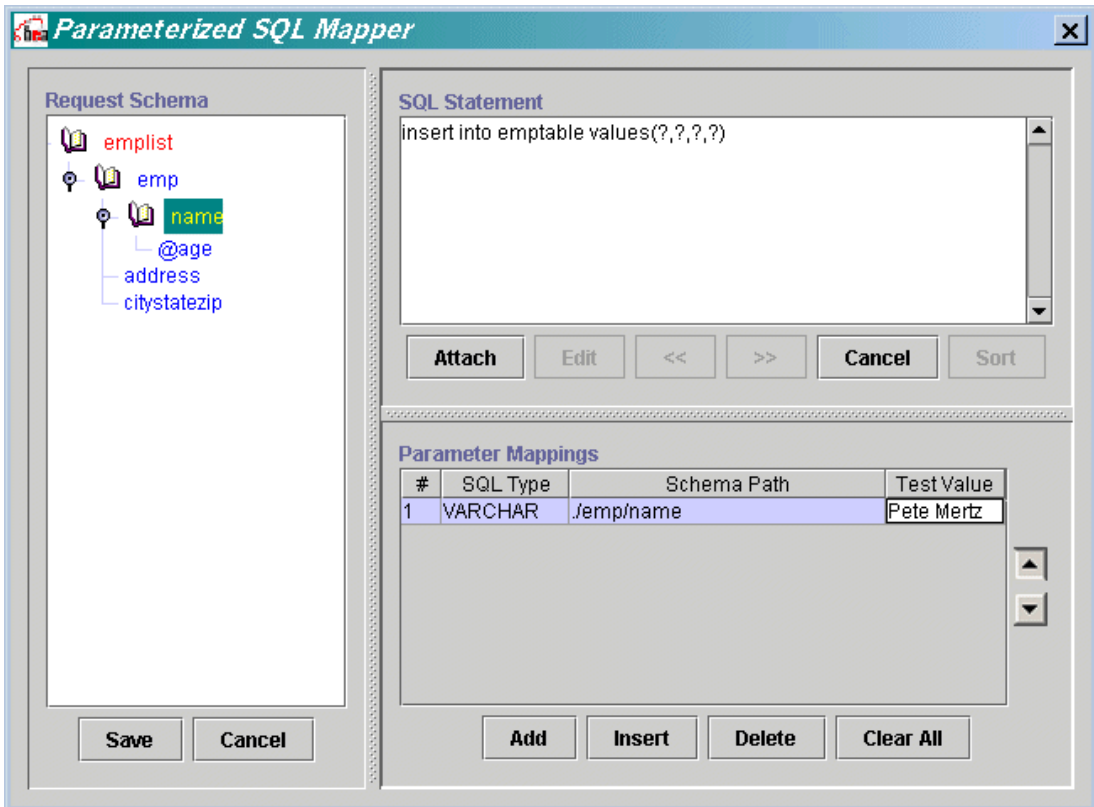 Parameterized SQL Mapper
Request Schema
emplist
emp
name
@age
address
citystatezip
Save Cancel
SQL Statement
insert into emptable values(?,?,?,?)
Attach Edit << >> Cancel Sort
Parameter Mappings
# SQL Type Schema Path Test Value
1 VARCHAR ./emp/name Pete Mertz
Add Insert Delete Clear All